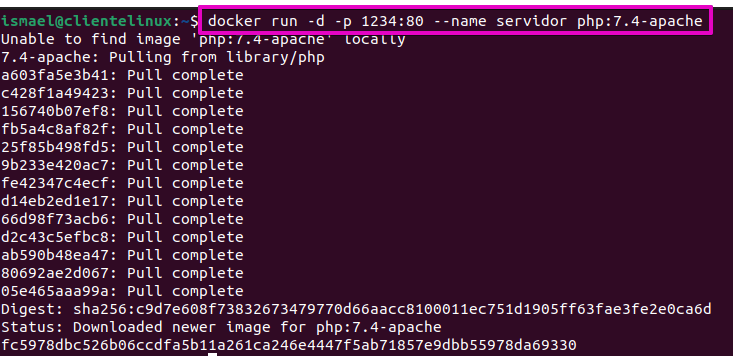 ismael@clientelinux:~$ docker run -d -p 1234:80 --name servidor php:7.4-apache
Unable to find image 'php:7.4-apache' locally
7.4-apache: Pulling from library/php
a603fa5e3b41: Pull complete
c428f1a49423: Pull complete
156740b07ef8: Pull complete
fb5a4c8af82f: Pull complete
25f85b498fd5: Pull complete
9b233e420ac7: Pull complete
fe42347c4ecf: Pull complete
d14eb2ed1e17: Pull complete
66d98f73acb6: Pull complete
d2c43c5efbc8: Pull complete
ab590b48ea47: Pull complete
80692ae2d067: Pull complete
05e465aaa99a: Pull complete
Digest: sha256:c9d7e608f73832673479770d66aacc8100011ec751d1905ff63fae3fe2e0ca6d
Status: Downloaded newer image for php:7.4-apache
fc5978dbc526b06ccdfa5b11a261ca246e4447f5ab71857e9dbb55978da69330